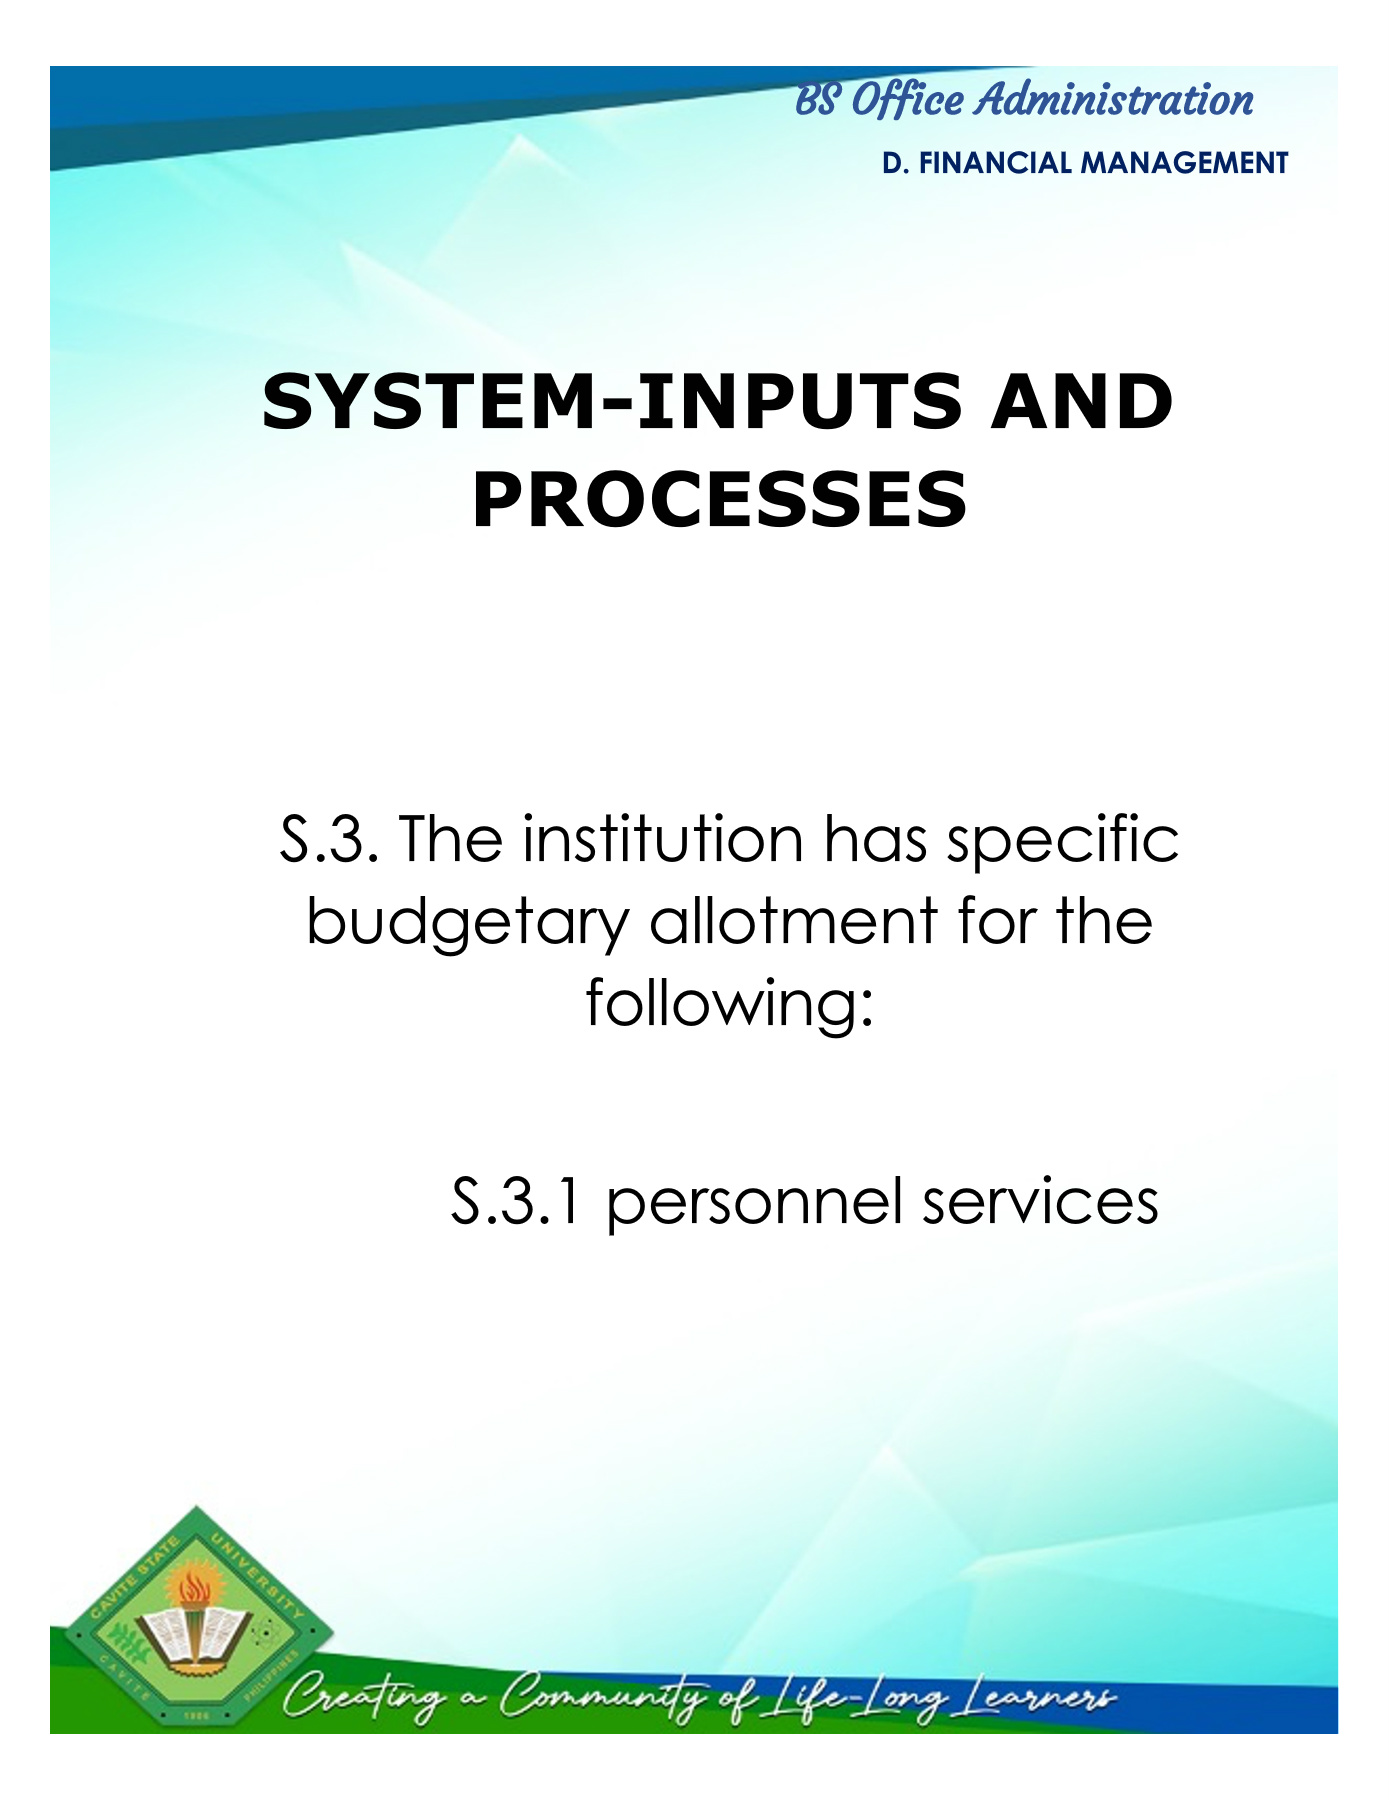 BS Office Administration
D. FINANCIAL MANAGEMENT
SYSTEM-INPUTS AND
PROCESSES
S.3. The institution has specific
budgetary allotment for the
following:
S.3.1 personnel services
CAVITE STATE UNIVERSITY
CAVITE
PHILIPPINES
1906
Creating a Community of Life-Long Learners